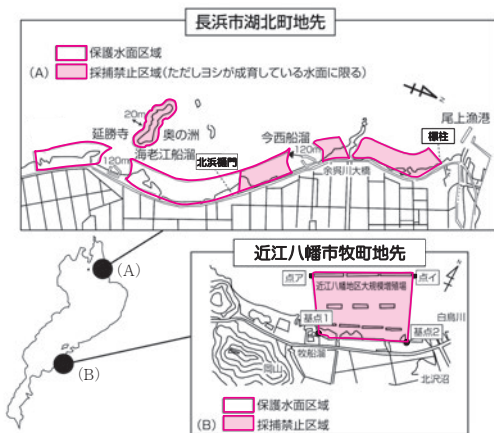 長浜市湖北町地先
保護水面区域
(A) 採捕禁止区域(ただしヨシが成育している水面に限る)
尾上漁港
20m
延勝寺
奥の洲
今西船溜
標柱
120m
海老江船溜
北浜樋門
120m
余呉川大橋
(A)
(B)
近江八幡市牧町地先
点ア
点イ
近江八幡地区大規模増殖場
白鳥川
基点1
基点2
牧船溜
岡山
北沢沼
保護水面区域
(B) 採捕禁止区域